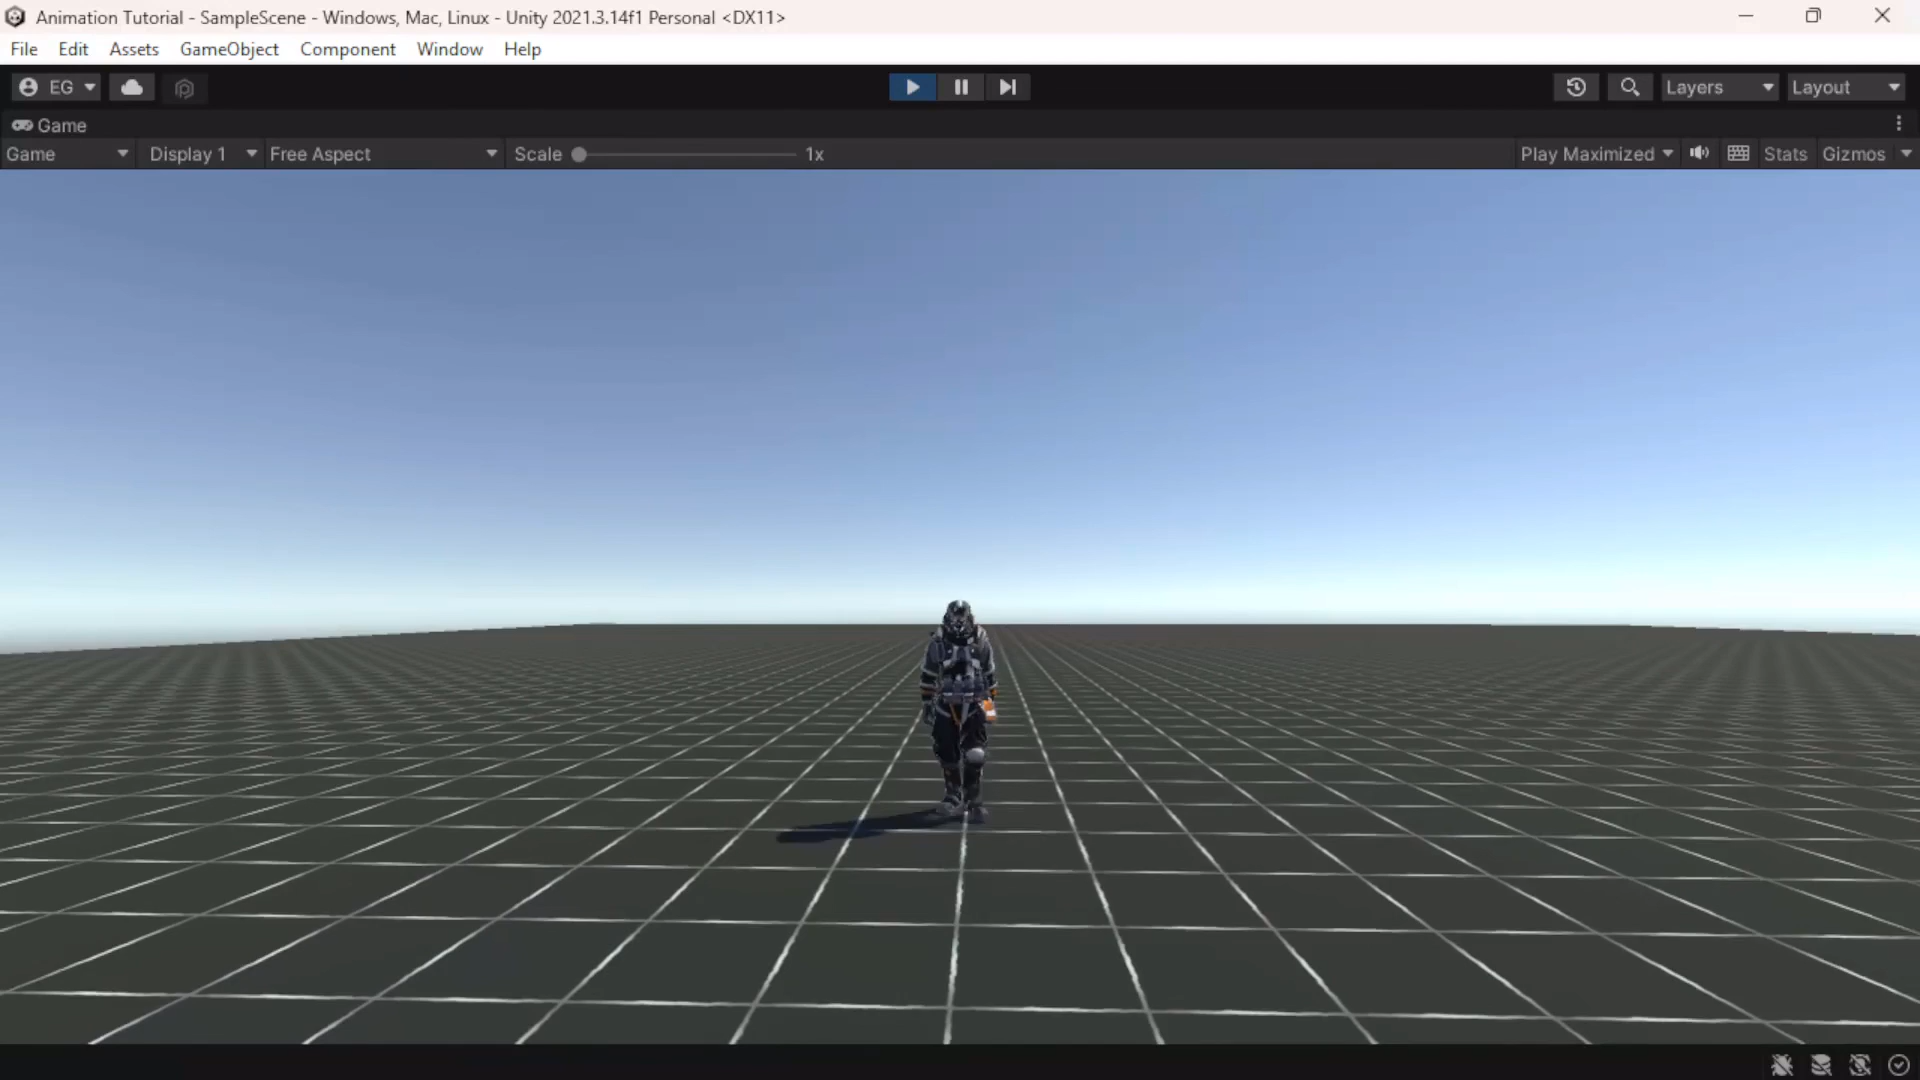 Animation Tutorial - SampleScene - Windows, Mac, Linux - Unity 2021.3.14f1 Personal <DX11>
File Edit Assets GameObject Component Window Help
EG Layers Layout
Game
Game Display 1 Free Aspect Scale 1x Play Maximized Stats Gizmos